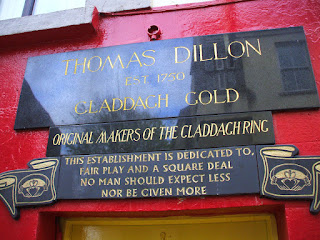 THOMAS DILLON
EST 1750
CLADDAGH GOLD
ORIGINAL MAKERS OF THE CLADDAGH RING
THIS ESTABLISHMENT IS DEDICATED TO,
FAIR PLAY AND A SQUARE DEAL
NO MAN SHOULD EXPECT LESS
NOR BE GIVEN MORE